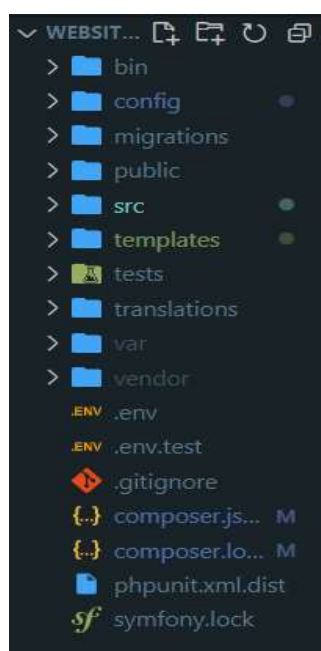 WEBSIT...
bin
config
migrations
public
src
templates
tests
translations
var
vendor
.ENV .env
.ENV .env.test
.gitignore
{..} composer.js... M
{..} composer.lo... M
phpunit.xml.dist
sf symfony.lock